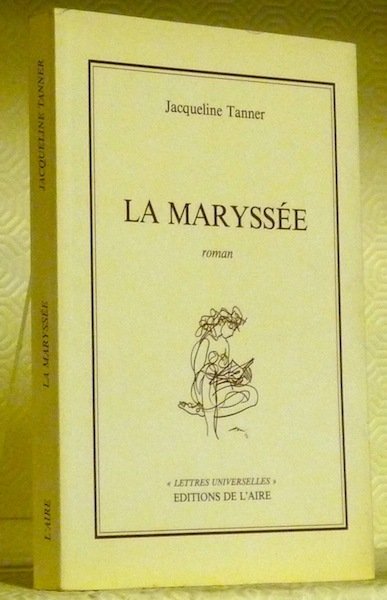 Jacqueline Tanner
LA MARYSSÉE
roman
« LETTRES UNIVERSELLES »
EDITIONS DE L'AIRE
JACQUELINE TANNER
LA MARYSSÉE
L'AIRE